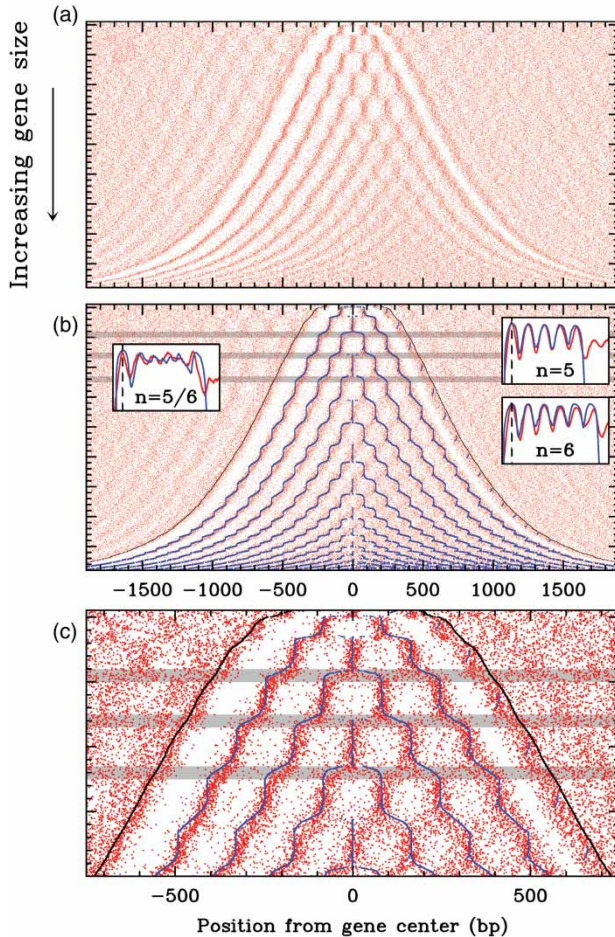 (a)
Increasing gene size
(b)
n=5/6
n=5
n=6
−1500 −1000 −500 0 500 1000 1500
(c)
−500 0 500
Position from gene center (bp)